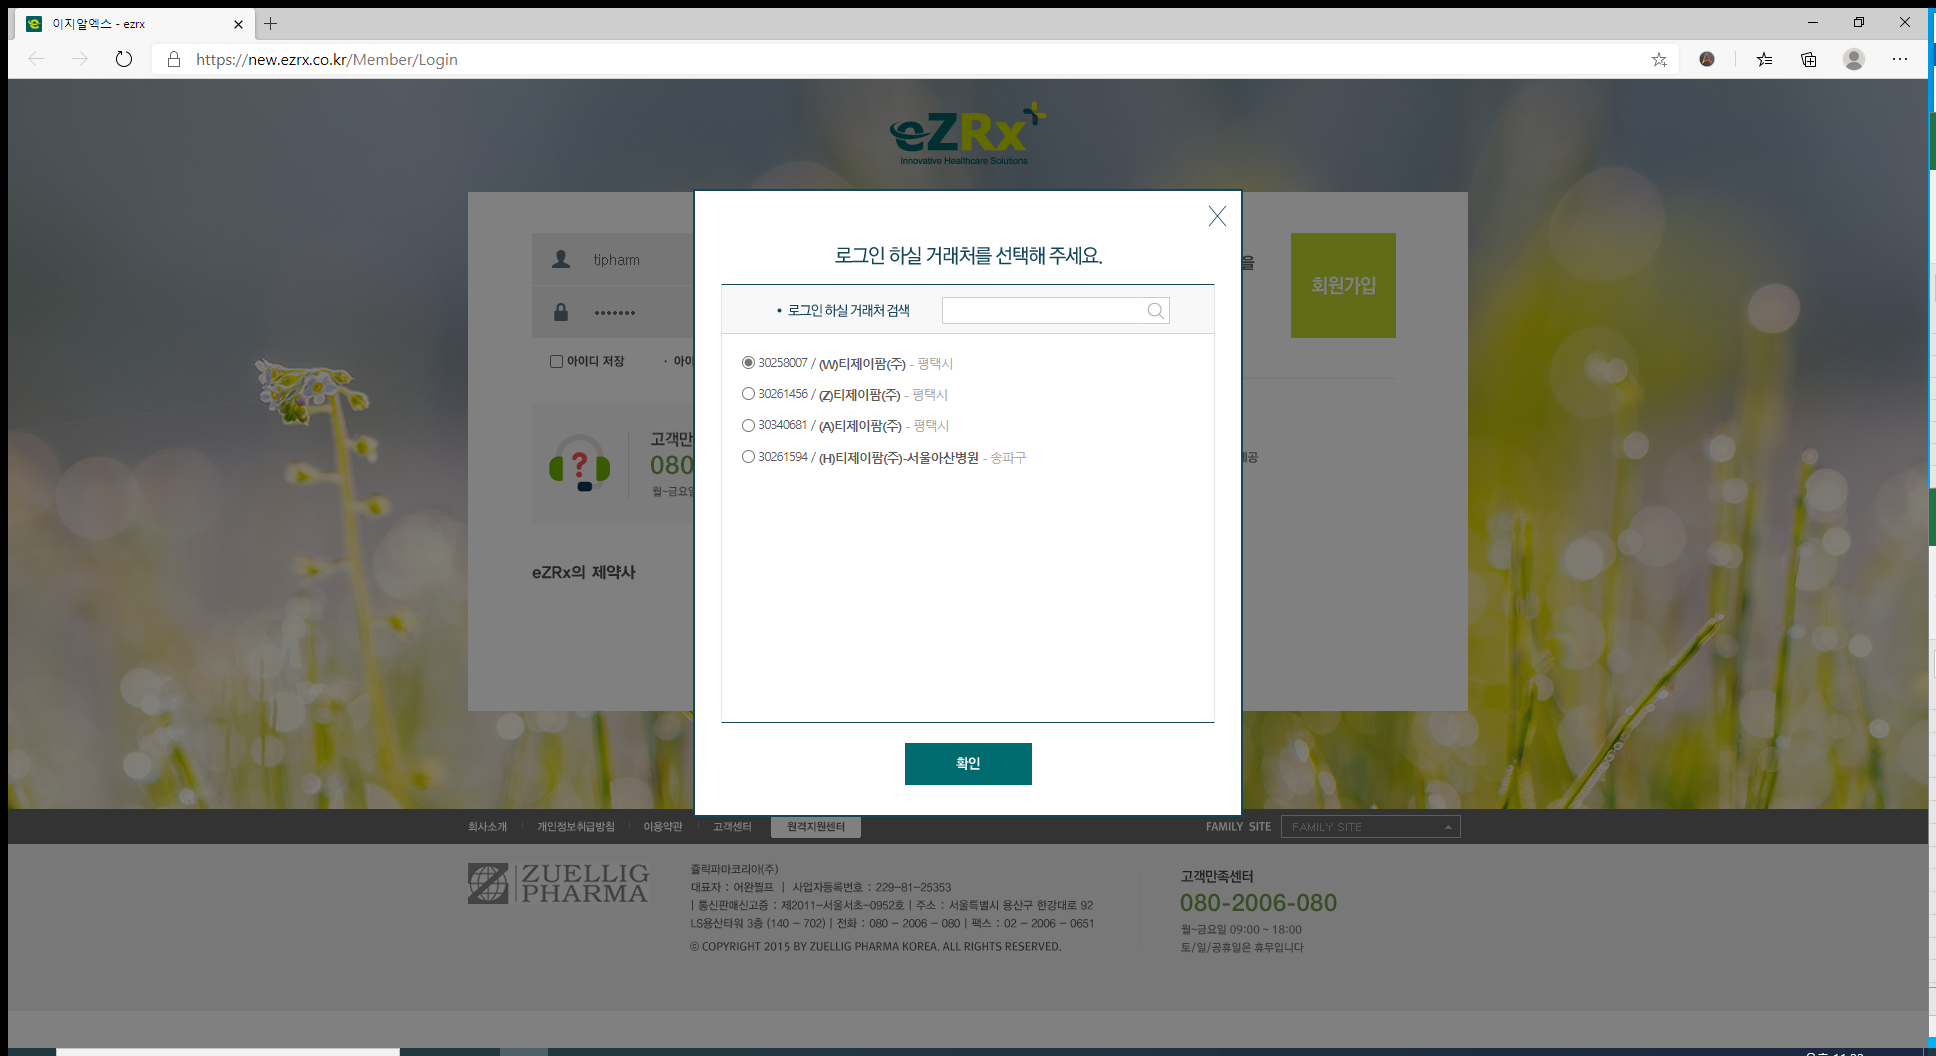 이지알엑스 - ezrx
https://new.ezrx.co.kr/Member/Login
eZRx
Innovative Healthcare Solutions
tjpharm
아이디 저장
· 아이
을
회원가입
고객만
080
월~금요일
제공
eZRx의 제약사
로그인 하실 거래처를 선택해 주세요.
• 로그인 하실 거래처 검색
30258007 / (W)티제이팜(주) - 평택시
30261456 / (Z)티제이팜(주) - 평택시
30340681 / (A)티제이팜(주) - 평택시
30261594 / (H)티제이팜(주)-서울아산병원 - 송파구
확인
회사소개 개인정보취급방침 이용약관 고객센터 원격지원센터
FAMILY SITE FAMILY SITE
ZUELLIG PHARMA
쥴릭파마코리아(주)
대표자 : 어완뷜프 | 사업자등록번호 : 229-81-25353
| 통신판매신고증 : 제2011-서울서초-0952호 | 주소 : 서울특별시 용산구 한강대로 92
LS용산타워 3층 (140 - 702) | 전화 : 080 - 2006 - 080 | 팩스 : 02 - 2006 - 0651
© COPYRIGHT 2015 BY ZUELLIG PHARMA KOREA. ALL RIGHTS RESERVED.
고객만족센터
080-2006-080
월~금요일 09:00 ~ 18:00
토/일/공휴일은 휴무입니다